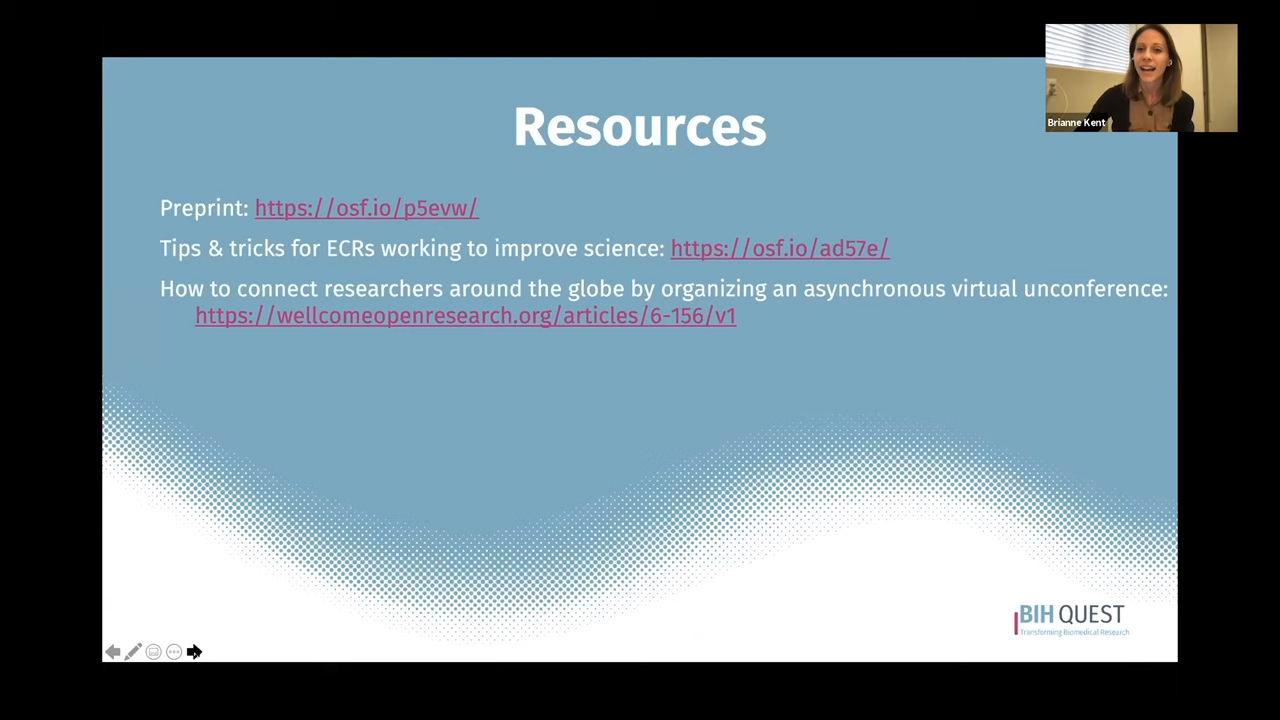 Brianne Kent
Resources
Preprint: https://osf.io/p5evw/
Tips & tricks for ECRs working to improve science: https://osf.io/ad57e/
How to connect researchers around the globe by organizing an asynchronous virtual unconference:
https://wellcomeopenresearch.org/articles/6-156/v1
BIH QUEST
Transforming Biomedical Research